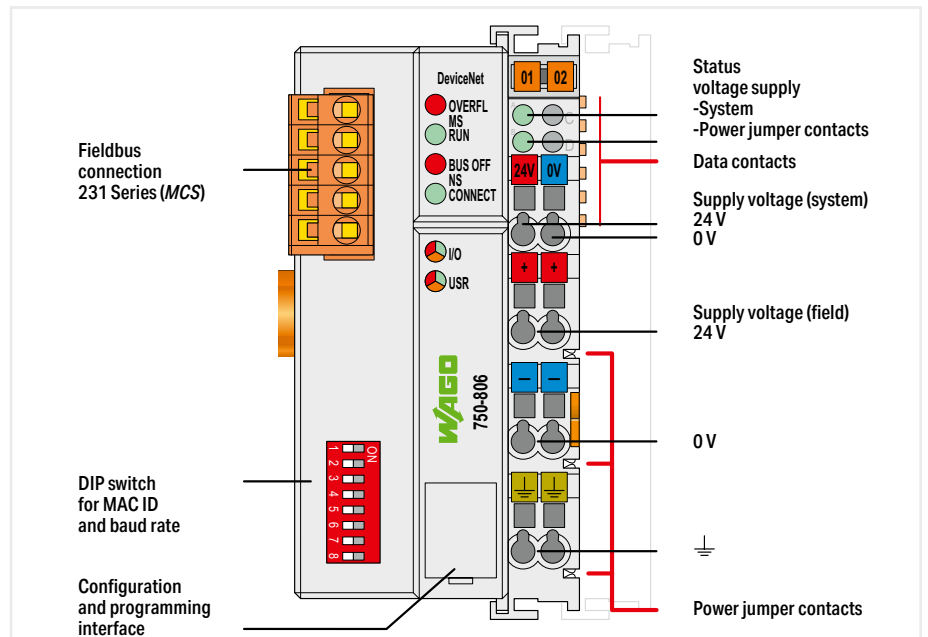 Fieldbus
connection
231 Series (MCS)
DIP switch
for MAC ID
and baud rate
Configuration
and programming
interface
DeviceNet
OVERFL
MS
RUN
BUS OFF
NS
CONNECT
I/O
USR
WAGO
750-806
ON
1
2
3
4
5
6
7
8
01 02
C
D
24V 0V
+ +
— —
Status
voltage supply
-System
-Power jumper contacts
Data contacts
Supply voltage (system)
24 V
0 V
Supply voltage (field)
24 V
0 V
Power jumper contacts